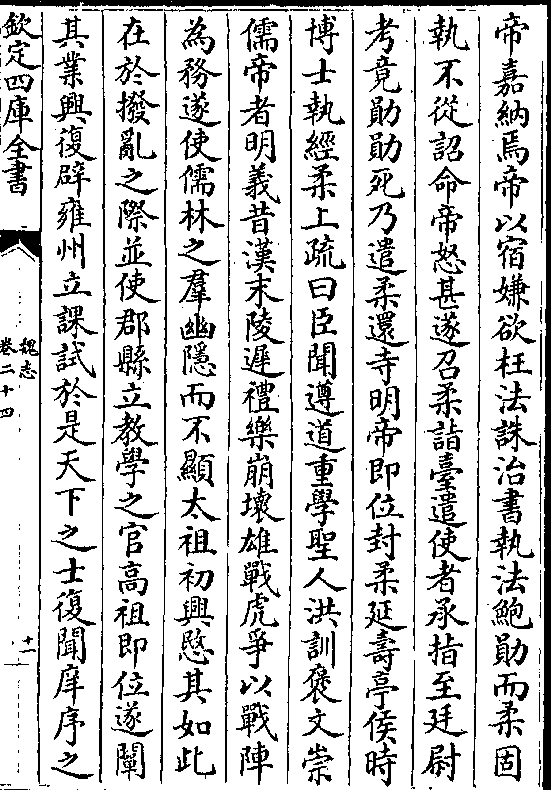 帝嘉納焉帝以宿嫌欲枉法誅治書執法鮑勛而柔固
執不從詔命帝怒甚遂召柔詣臺遣使者承指至廷尉
考竟勛勛死乃遣柔還寺明帝即位封柔延壽亭侯時
博士執經柔上疏曰臣聞遵道重學聖人洪訓褒文崇
儒帝者明義昔漢末陵遲禮樂崩壞雄戰虎爭以戰陣
為務遂使儒林之羣幽隱而不顯太祖初興愍其如此
在於撥亂之際並使郡縣立教學之官高祖即位遂闡
其業興復辟雍州立課試於是天下之士復聞庠序之
欽定四庫全書
魏志
卷二十四
十一